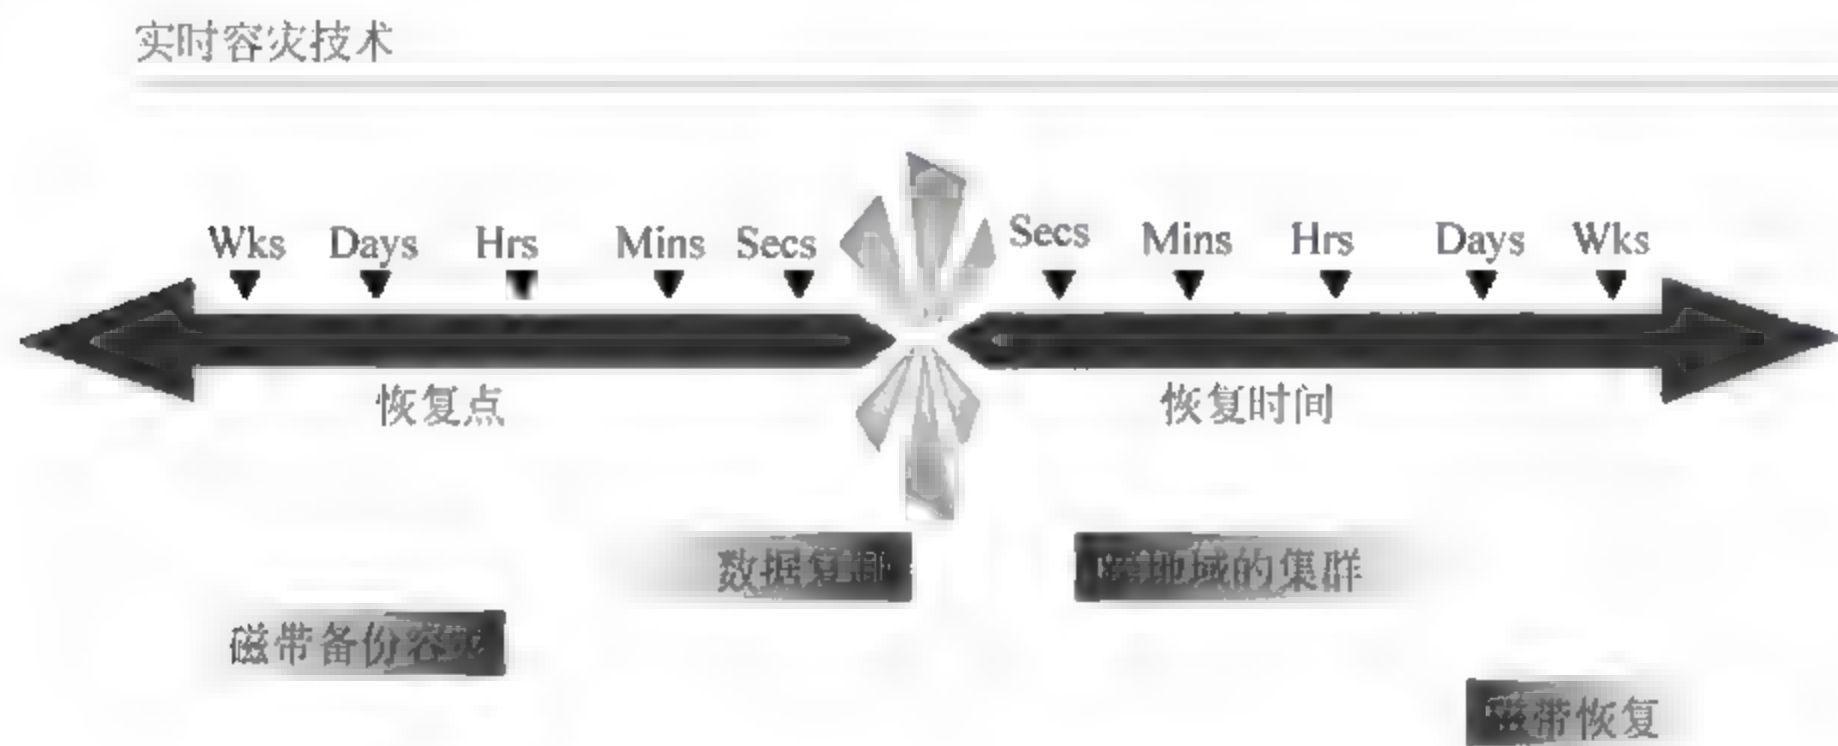 实时容灾技术
Wks Days Hrs Mins Secs Secs Mins Hrs Days Wks
恢复点 恢复时间
数据复制 跨地域的集群
磁带备份容灾
磁带恢复